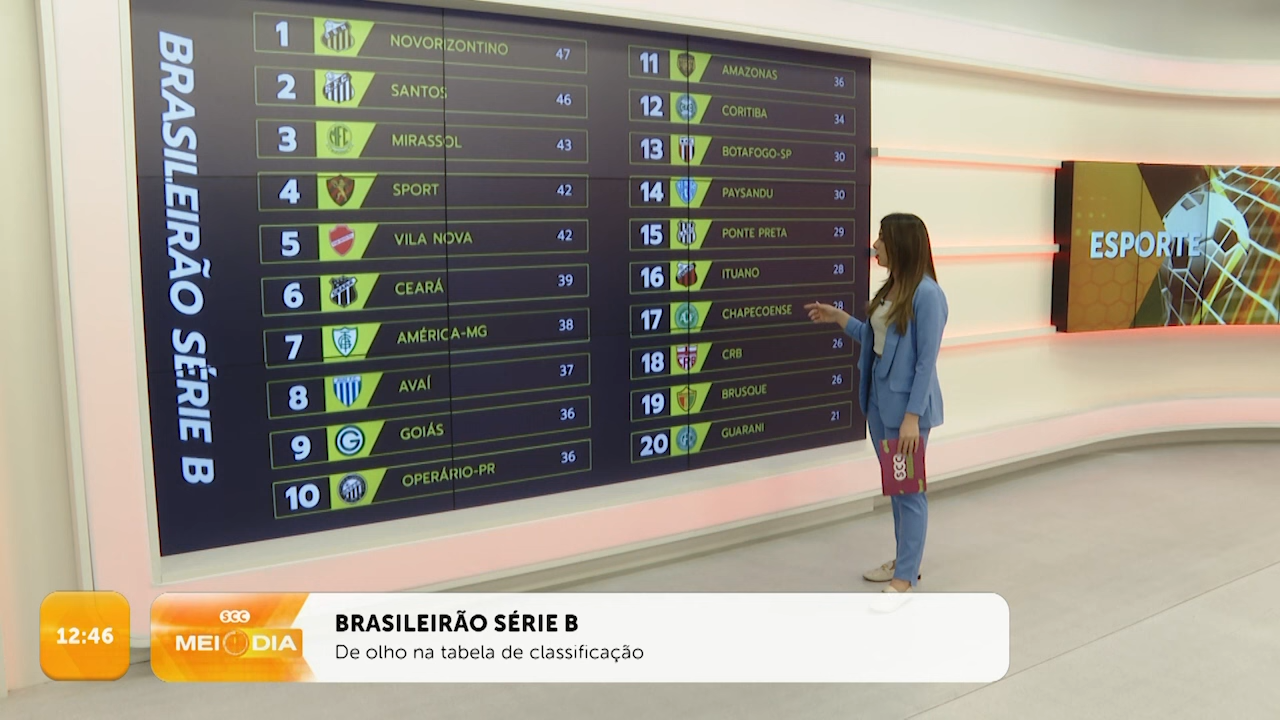 BRASILEIRÃO SÉRIE B
1 NOVORIZONTINO 47
2 SANTOS 46
3 MIRASSOL 43
4 SPORT 42
5 VILA NOVA 42
6 CEARÁ 39
7 AMÉRICA-MG 38
8 AVAÍ 37
9 GOIÁS 36
10 OPERÁRIO-PR 36
11 AMAZONAS 36
12 CORITIBA 34
13 BOTAFOGO-SP 30
14 PAYSANDU 30
15 PONTE PRETA 29
16 ITUANO 28
17 CHAPECOENSE 28
18 CRB 26
19 BRUSQUE 26
20 GUARANI 21
ESPORTE
SCC
12:46
SCC
MEIO DIA
BRASILEIRÃO SÉRIE B
De olho na tabela de classificação